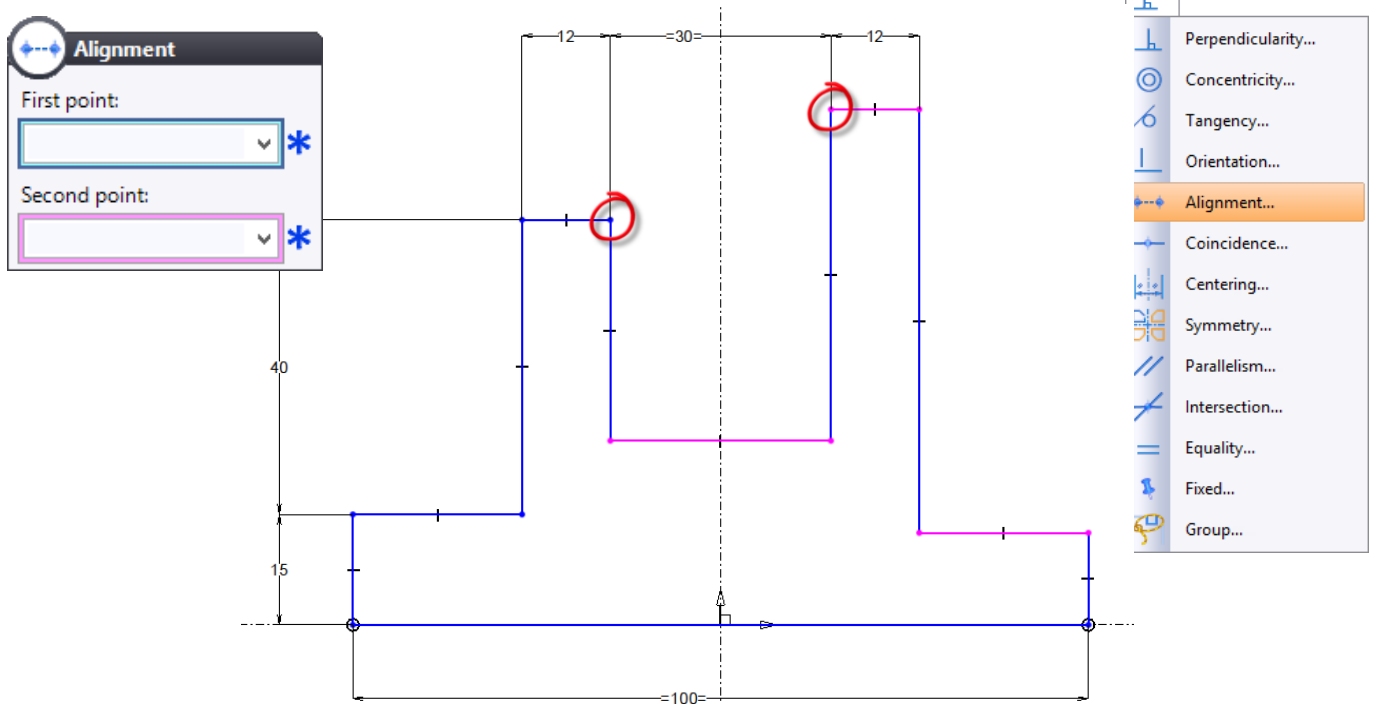 Alignment
First point:
Second point:
12
=30=
12
40
15
=100=
Perpendicularity...
Concentricity...
Tangency...
Orientation...
Alignment...
Coincidence...
Centering...
Symmetry...
Parallelism...
Intersection...
Equality...
Fixed...
Group...